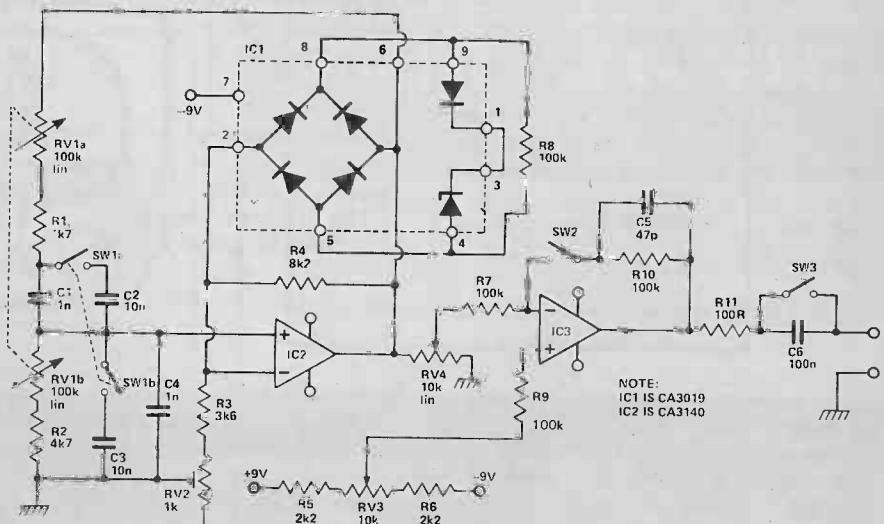 IC1
8
6
9
7
-9V
2
1
3
5
4
RV1a
100k
lin
R8
100k
R1
4k7
SW1a
C1
1n
C2
10n
R4
8k2
R7
100k
SW2
C5
47p
R10
100k
SW3
R11
100R
C6
100n
+
-
IC2
-
+
IC3
RV4
10k
lin
RV1b
100k
lin
SW1b
C4
1n
R2
4k7
C3
10n
R3
3k6
RV2
1k
R9
100k
NOTE:
IC1 IS CA3019
IC2 IS CA3140
+9V
-9V
R5
2k2
RV3
10k
R6
2k2